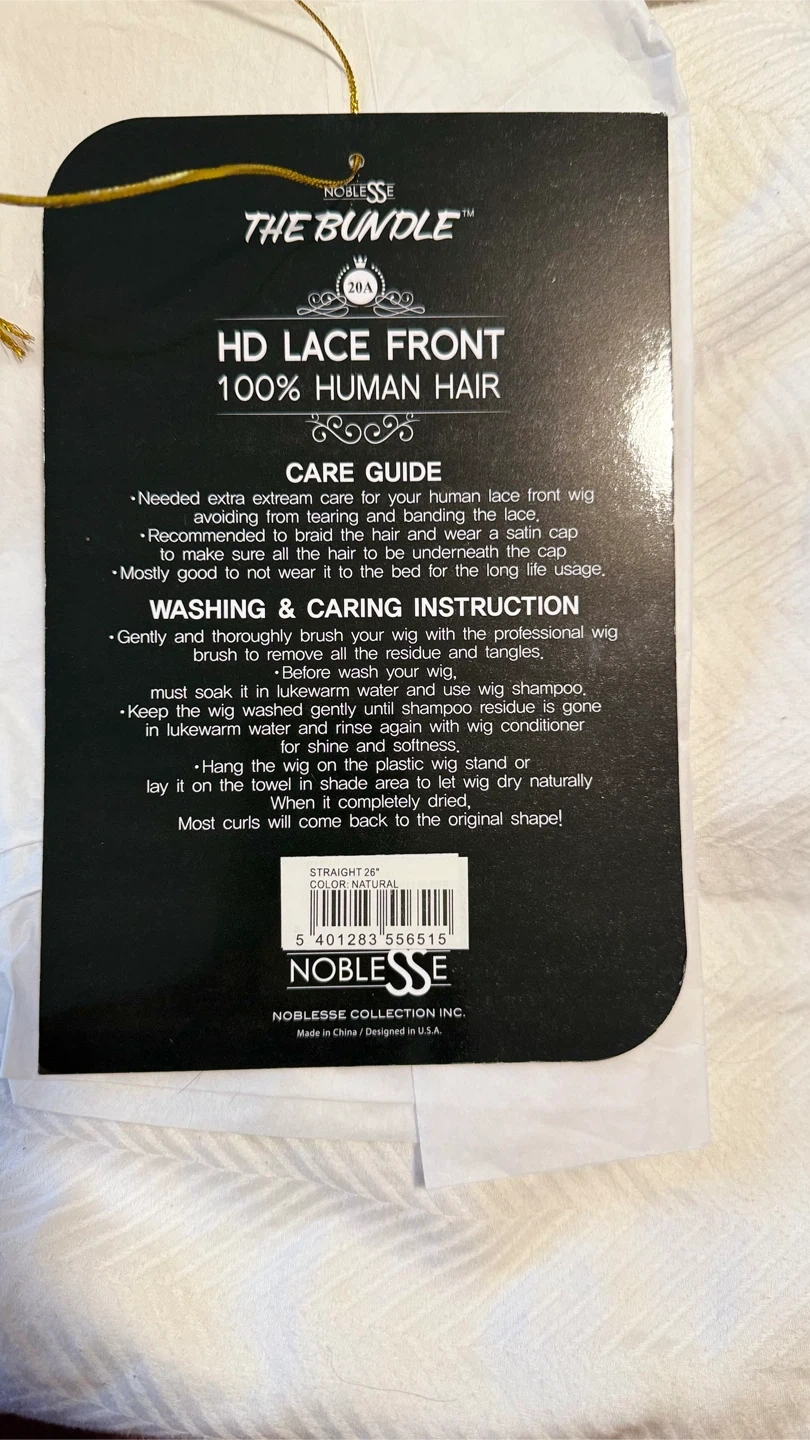 NOBLESSE
THE BUNDLE™
20A
HD LACE FRONT
100% HUMAN HAIR
CARE GUIDE
•Needed extra extream care for your human lace front wig
avoiding from tearing and banding the lace.
•Recommended to braid the hair and wear a satin cap
to make sure all the hair to be underneath the cap
•Mostly good to not wear it to the bed for the long life usage.
WASHING & CARING INSTRUCTION
•Gently and thoroughly brush your wig with the professional wig
brush to remove all the residue and tangles.
•Before wash your wig,
must soak it in lukewarm water and use wig shampoo.
•Keep the wig washed gently until shampoo residue is gone
in lukewarm water and rinse again with wig conditioner
for shine and softness.
•Hang the wig on the plastic wig stand or
lay it on the towel in shade area to let wig dry naturally
When it completely dried,
Most curls will come back to the original shape!
STRAIGHT 26"
COLOR: NATURAL
5 401283 556515
NOBLESSE
NOBLESSE COLLECTION INC.
Made in China / Designed in U.S.A.